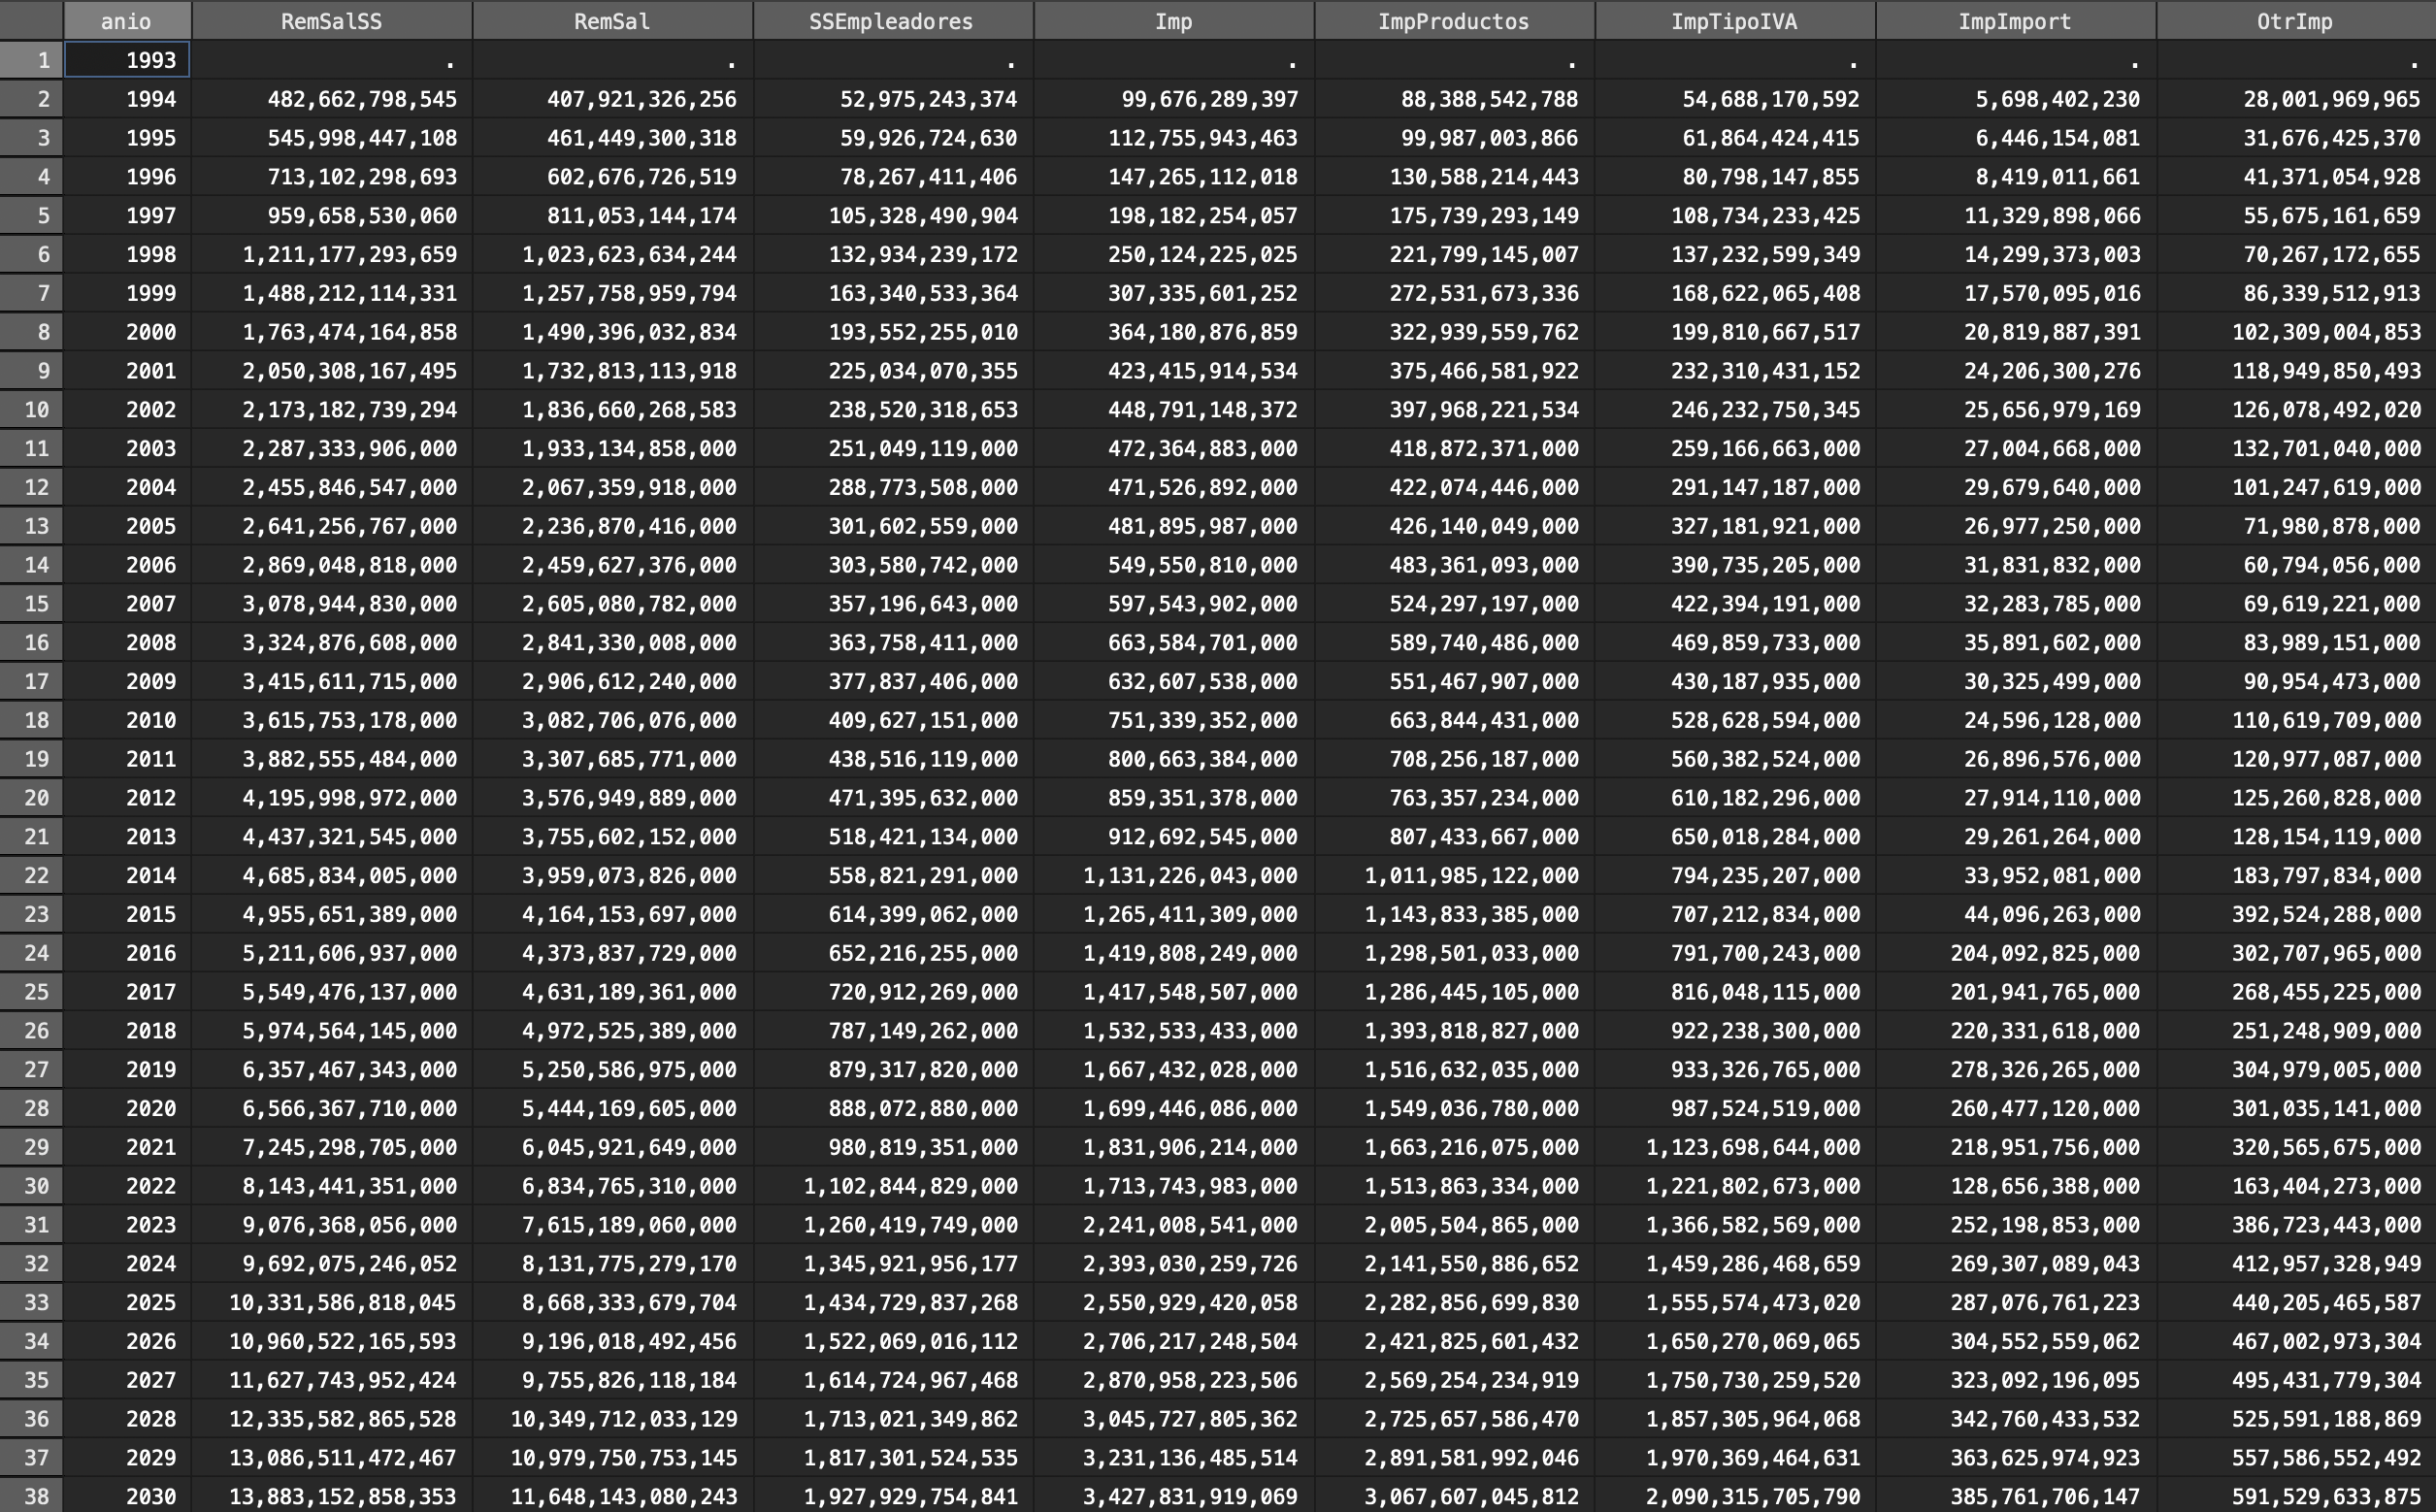 anio RemSalSS RemSal SSEmpleadores Imp ImpProductos ImpTipoIVA ImpImport OtrImp
1 1993 . . . . . . . .
2 1994 482,662,798,545 407,921,326,256 52,975,243,374 99,676,289,397 88,388,542,788 54,688,170,592 5,698,402,230 28,001,969,965
3 1995 545,998,447,108 461,449,300,318 59,926,724,630 112,755,943,463 99,987,003,866 61,864,424,415 6,446,154,081 31,676,425,370
4 1996 713,102,298,693 602,676,726,519 78,267,411,406 147,265,112,018 130,588,214,443 80,798,147,855 8,419,011,661 41,371,054,928
5 1997 959,658,530,060 811,053,144,174 105,328,490,904 198,182,254,057 175,739,293,149 108,734,233,425 11,329,898,066 55,675,161,659
6 1998 1,211,177,293,659 1,023,623,634,244 132,934,239,172 250,124,225,025 221,799,145,007 137,232,599,349 14,299,373,003 70,267,172,655
7 1999 1,488,212,114,331 1,257,758,959,794 163,340,533,364 307,335,601,252 272,531,673,336 168,622,065,408 17,570,095,016 86,339,512,913
8 2000 1,763,474,164,858 1,490,396,032,834 193,552,255,010 364,180,876,859 322,939,559,762 199,810,667,517 20,819,887,391 102,309,004,853
9 2001 2,050,308,167,495 1,732,813,113,918 225,034,070,355 423,415,914,534 375,466,581,922 232,310,431,152 24,206,300,276 118,949,850,493
10 2002 2,173,182,739,294 1,836,660,268,583 238,520,318,653 448,791,148,372 397,968,221,534 246,232,750,345 25,656,979,169 126,078,492,020
11 2003 2,287,333,906,000 1,933,134,858,000 251,049,119,000 472,364,883,000 418,872,371,000 259,166,663,000 27,004,668,000 132,701,040,000
12 2004 2,455,846,547,000 2,067,359,918,000 288,773,508,000 471,526,892,000 422,074,446,000 291,147,187,000 29,679,640,000 101,247,619,000
13 2005 2,641,256,767,000 2,236,870,416,000 301,602,559,000 481,895,987,000 426,140,049,000 327,181,921,000 26,977,250,000 71,980,878,000
14 2006 2,869,048,818,000 2,459,627,376,000 303,580,742,000 549,550,810,000 483,361,093,000 390,735,205,000 31,831,832,000 60,794,056,000
15 2007 3,078,944,830,000 2,605,080,782,000 357,196,643,000 597,543,902,000 524,297,197,000 422,394,191,000 32,283,785,000 69,619,221,000
16 2008 3,324,876,608,000 2,841,330,008,000 363,758,411,000 663,584,701,000 589,740,486,000 469,859,733,000 35,891,602,000 83,989,151,000
17 2009 3,415,611,715,000 2,906,612,240,000 377,837,406,000 632,607,538,000 551,467,907,000 430,187,935,000 30,325,499,000 90,954,473,000
18 2010 3,615,753,178,000 3,082,706,076,000 409,627,151,000 751,339,352,000 663,844,431,000 528,628,594,000 24,596,128,000 110,619,709,000
19 2011 3,882,555,484,000 3,307,685,771,000 438,516,119,000 800,663,384,000 708,256,187,000 560,382,524,000 26,896,576,000 120,977,087,000
20 2012 4,195,998,972,000 3,576,949,889,000 471,395,632,000 859,351,378,000 763,357,234,000 610,182,296,000 27,914,110,000 125,260,828,000
21 2013 4,437,321,545,000 3,755,602,152,000 518,421,134,000 912,692,545,000 807,433,667,000 650,018,284,000 29,261,264,000 128,154,119,000
22 2014 4,685,834,005,000 3,959,073,826,000 558,821,291,000 1,131,226,043,000 1,011,985,122,000 794,235,207,000 33,952,081,000 183,797,834,000
23 2015 4,955,651,389,000 4,164,153,697,000 614,399,062,000 1,265,411,309,000 1,143,833,385,000 707,212,834,000 44,096,263,000 392,524,288,000
24 2016 5,211,606,937,000 4,373,837,729,000 652,216,255,000 1,419,808,249,000 1,298,501,033,000 791,700,243,000 204,092,825,000 302,707,965,000
25 2017 5,549,476,137,000 4,631,189,361,000 720,912,269,000 1,417,548,507,000 1,286,445,105,000 816,048,115,000 201,941,765,000 268,455,225,000
26 2018 5,974,564,145,000 4,972,525,389,000 787,149,262,000 1,532,533,433,000 1,393,818,827,000 922,238,300,000 220,331,618,000 251,248,909,000
27 2019 6,357,467,343,000 5,250,586,975,000 879,317,820,000 1,667,432,028,000 1,516,632,035,000 933,326,765,000 278,326,265,000 304,979,005,000
28 2020 6,566,367,710,000 5,444,169,605,000 888,072,880,000 1,699,446,086,000 1,549,036,780,000 987,524,519,000 260,477,120,000 301,035,141,000
29 2021 7,245,298,705,000 6,045,921,649,000 980,819,351,000 1,831,906,214,000 1,663,216,075,000 1,123,698,644,000 218,951,756,000 320,565,675,000
30 2022 8,143,441,351,000 6,834,765,310,000 1,102,844,829,000 1,713,743,983,000 1,513,863,334,000 1,221,802,673,000 128,656,388,000 163,404,273,000
31 2023 9,076,368,056,000 7,615,189,060,000 1,260,419,749,000 2,241,008,541,000 2,005,504,865,000 1,366,582,569,000 252,198,853,000 386,723,443,000
32 2024 9,692,075,246,052 8,131,775,279,170 1,345,921,956,177 2,393,030,259,726 2,141,550,886,652 1,459,286,468,659 269,307,089,043 412,957,328,949
33 2025 10,331,586,818,045 8,668,333,679,704 1,434,729,837,268 2,550,929,420,058 2,282,856,699,830 1,555,574,473,020 287,076,761,223 440,205,465,587
34 2026 10,960,522,165,593 9,196,018,492,456 1,522,069,016,112 2,706,217,248,504 2,421,825,601,432 1,650,270,069,065 304,552,559,062 467,002,973,304
35 2027 11,627,743,952,424 9,755,826,118,184 1,614,724,967,468 2,870,958,223,506 2,569,254,234,919 1,750,730,259,520 323,092,196,095 495,431,779,304
36 2028 12,335,582,865,528 10,349,712,033,129 1,713,021,349,862 3,045,727,805,362 2,725,657,586,470 1,857,305,964,068 342,760,433,532 525,591,188,869
37 2029 13,086,511,472,467 10,979,750,753,145 1,817,301,524,535 3,231,136,485,514 2,891,581,992,046 1,970,369,464,631 363,625,974,923 557,586,552,492
38 2030 13,883,152,858,353 11,648,143,080,243 1,927,929,754,841 3,427,831,919,069 3,067,607,045,812 2,090,315,705,790 385,761,706,147 591,529,633,875